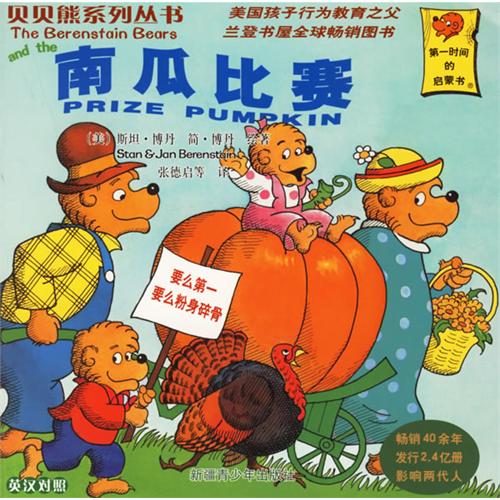 贝贝熊系列丛书
The Berenstain Bears
and the
美国孩子行为教育之父
兰登书屋全球畅销图书
第一时间
的
启蒙书®
南瓜比赛
PRIZE PUMPKIN
(美) 斯坦·博丹 简·博丹 绘著
Stan & Jan Berenstain
张德启等 译
要么第一
要么粉身碎骨
畅销40余年
发行2.4亿册
影响两代人
英汉对照
新疆青少年出版社